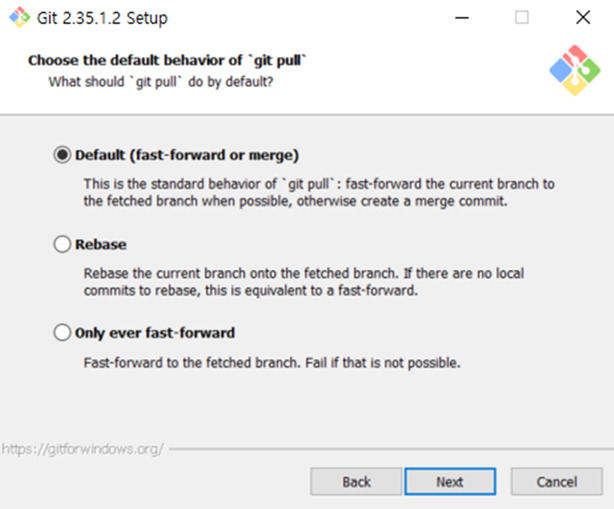 Git 2.35.1.2 Setup
Choose the default behavior of `git pull`
What should `git pull` do by default?
Default (fast-forward or merge)
This is the standard behavior of `git pull`: fast-forward the current branch to
the fetched branch when possible, otherwise create a merge commit.
Rebase
Rebase the current branch onto the fetched branch. If there are no local
commits to rebase, this is equivalent to a fast-forward.
Only ever fast-forward
Fast-forward to the fetched branch. Fail if that is not possible.
https://gitforwindows.org/
Back Next Cancel